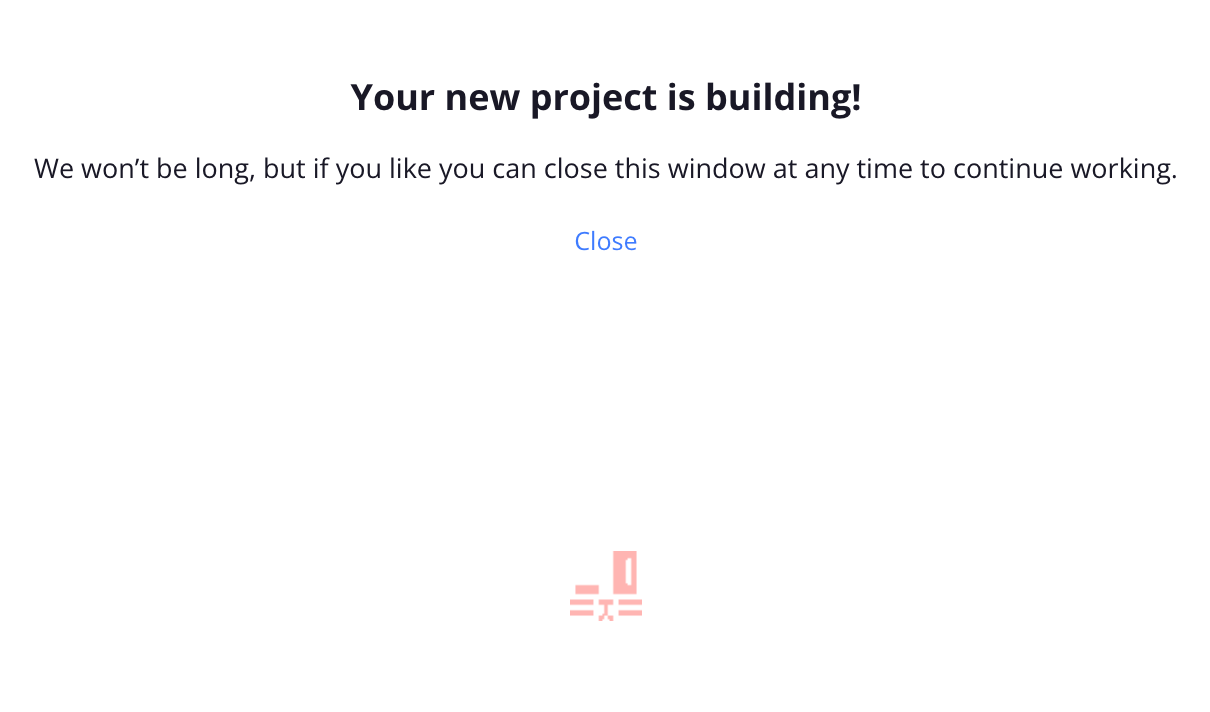 Your new project is building!
We won’t be long, but if you like you can close this window at any time to continue working.
Close